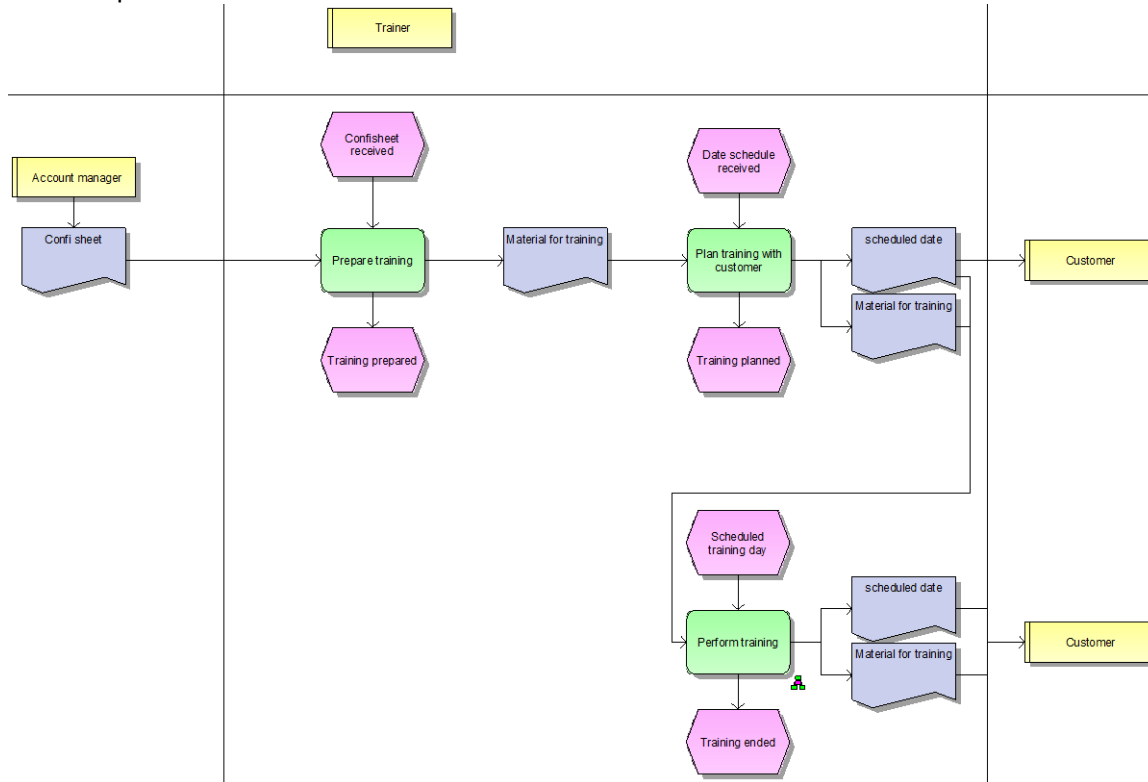 Trainer
Confisheet
received
Date schedule
received
Account manager
Confi sheet
Prepare training
Material for training
Plan training with
customer
scheduled date
Customer
Material for training
Training prepared
Training planned
Scheduled
training day
scheduled date
Perform training
Customer
Material for training
Training ended